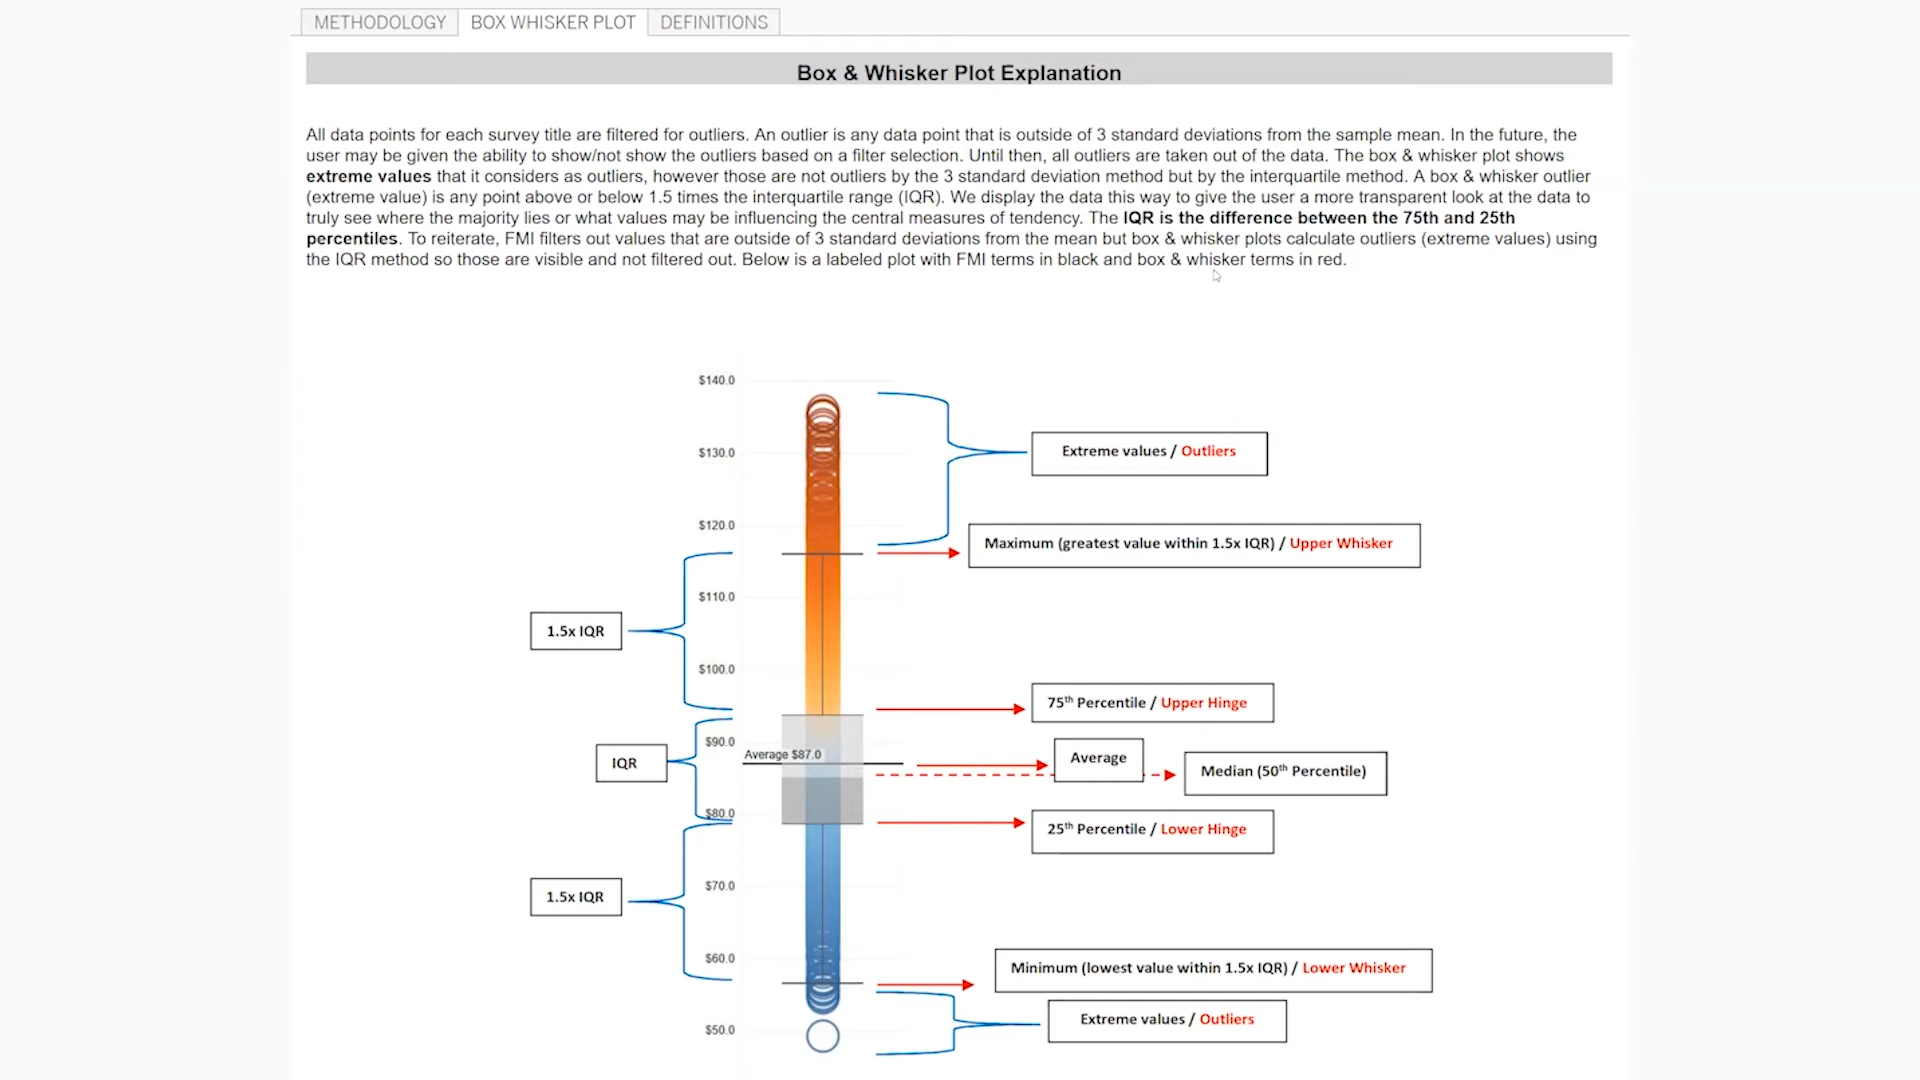 METHODOLOGY BOX WHISKER PLOT DEFINITIONS
Box & Whisker Plot Explanation
All data points for each survey title are filtered for outliers. An outlier is any data point that is outside of 3 standard deviations from the sample mean. In the future, the
user may be given the ability to show/not show the outliers based on a filter selection. Until then, all outliers are taken out of the data. The box & whisker plot shows
extreme values that it considers as outliers, however those are not outliers by the 3 standard deviation method but by the interquartile method. A box & whisker outlier
(extreme value) is any point above or below 1.5 times the interquartile range (IQR). We display the data this way to give the user a more transparent look at the data to
truly see where the majority lies or what values may be influencing the central measures of tendency. The IQR is the difference between the 75th and 25th
percentiles. To reiterate, FMI filters out values that are outside of 3 standard deviations from the mean but box & whisker plots calculate outliers (extreme values) using
the IQR method so those are visible and not filtered out. Below is a labeled plot with FMI terms in black and box & whisker terms in red.
$140.0
Extreme values / Outliers
$130.0
$120.0
Maximum (greatest value within 1.5x IQR) / Upper Whisker
$110.0
1.5x IQR
$100.0
75th Percentile / Upper Hinge
$90.0
Average $87.0
Average
IQR
Median (50th Percentile)
$80.0
25th Percentile / Lower Hinge
$70.0
1.5x IQR
$60.0
Minimum (lowest value within 1.5x IQR) / Lower Whisker
Extreme values / Outliers
$50.0